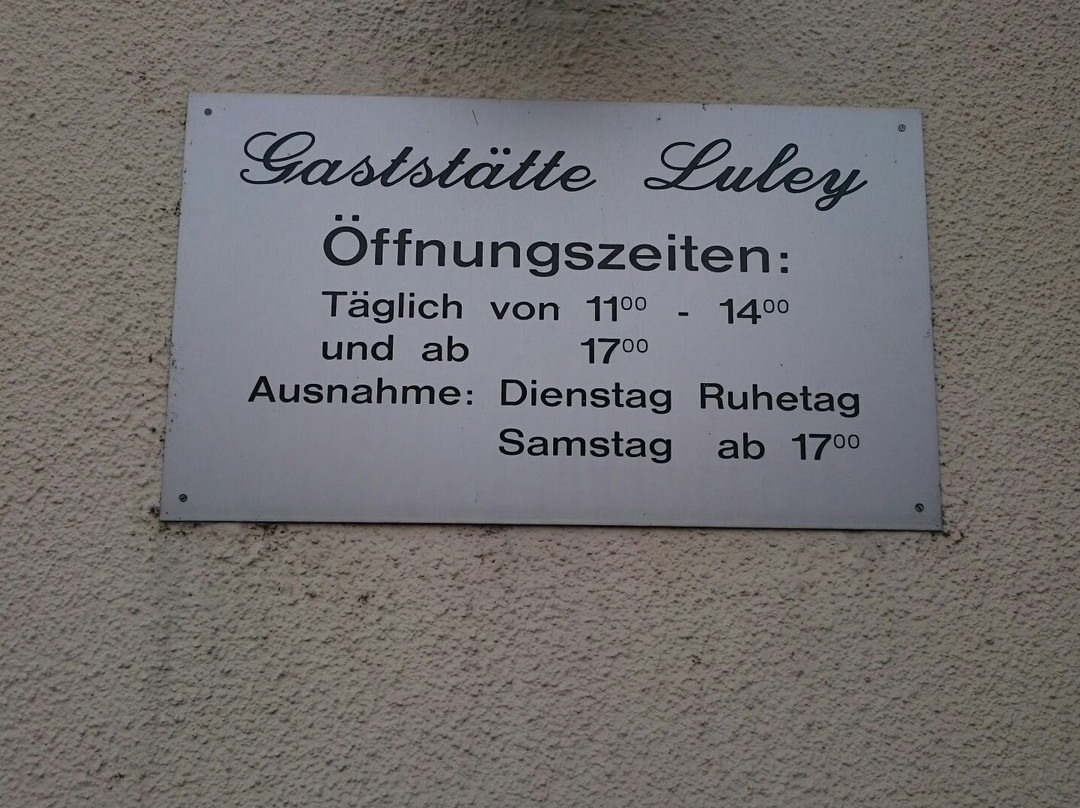 Gaststätte Luley
Öffnungszeiten:
Täglich von 11⁰⁰ - 14⁰⁰
und ab 17⁰⁰
Ausnahme: Dienstag Ruhetag
Samstag ab 17⁰⁰